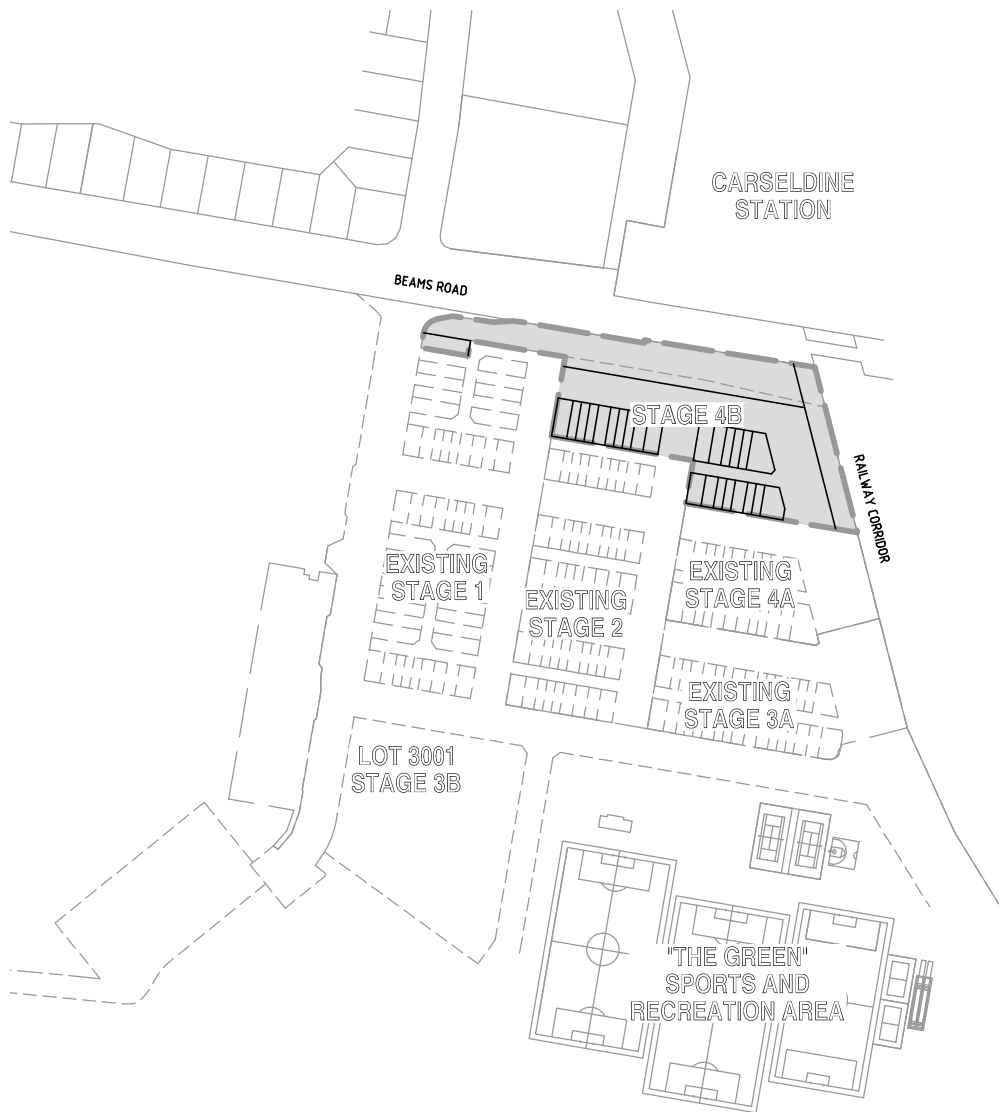 CARSELDINE
STATION
BEAMS ROAD
STAGE 4B
RAILWAY CORRIDOR
EXISTING
STAGE 1
EXISTING
STAGE 2
EXISTING
STAGE 4A
EXISTING
STAGE 3A
LOT 3001
STAGE 3B
"THE GREEN"
SPORTS AND
RECREATION AREA